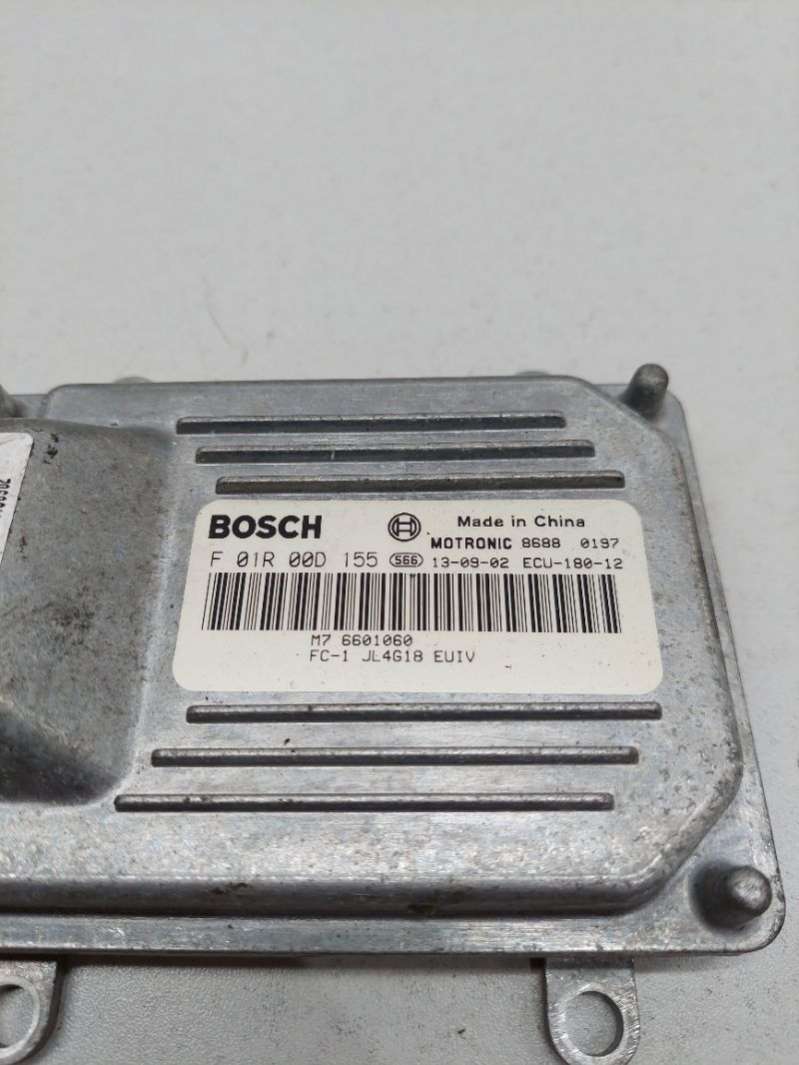 BOSCH Made in China
MOTRONIC 8688 0197
F 01R 00D 155 S66 13-09-02 ECU-180-12
M7 6601060
FC-1 JL4G18 EUIV